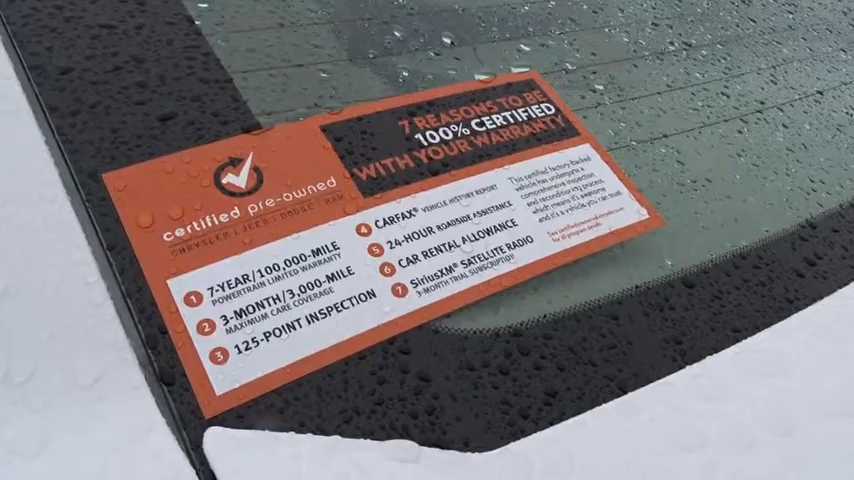 certified pre-owned
CHRYSLER | JEEP | DODGE | RAM
7 REASONS TO BE
100% CERTIFIED
WITH YOUR WARRANTY
1 7-YEAR/100,000-MILE
POWERTRAIN LIMITED WARRANTY
2 3-MONTH/3,000-MILE
MAXIMUM CARE COVERAGE
3 125-POINT INSPECTION
4 CARFAX® VEHICLE HISTORY REPORT
5 24-HOUR ROADSIDE ASSISTANCE
6 CAR RENTAL ALLOWANCE
7 SiriusXM® SATELLITE RADIO
3-MONTH TRIAL SUBSCRIPTION
This certified factory-backed
vehicle has undergone a
comprehensive inspection
and reconditioning process
which means it's awesome
and it's a vehicle you can trust.
for all program details.